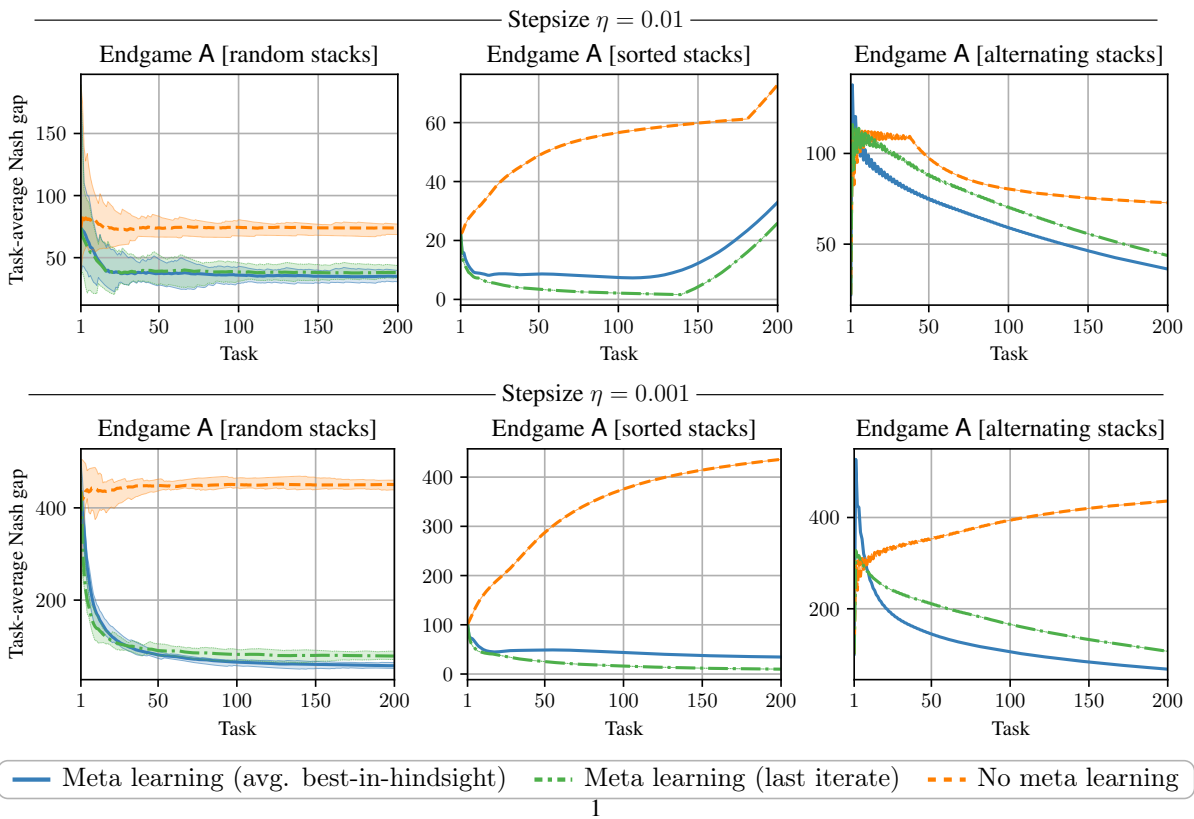 Stepsize η = 0.01
Endgame A [random stacks]
Endgame A [sorted stacks]
Endgame A [alternating stacks]
Task-average Nash gap
150
100
50
1 50 100 150 200
Task
60
40
20
0
1 50 100 150 200
Task
100
50
1 50 100 150 200
Task
Stepsize η = 0.001
Endgame A [random stacks]
Endgame A [sorted stacks]
Endgame A [alternating stacks]
Task-average Nash gap
400
200
1 50 100 150 200
Task
400
300
200
100
0
1 50 100 150 200
Task
400
200
1 50 100 150 200
Task
Meta learning (avg. best-in-hindsight) Meta learning (last iterate) No meta learning
1